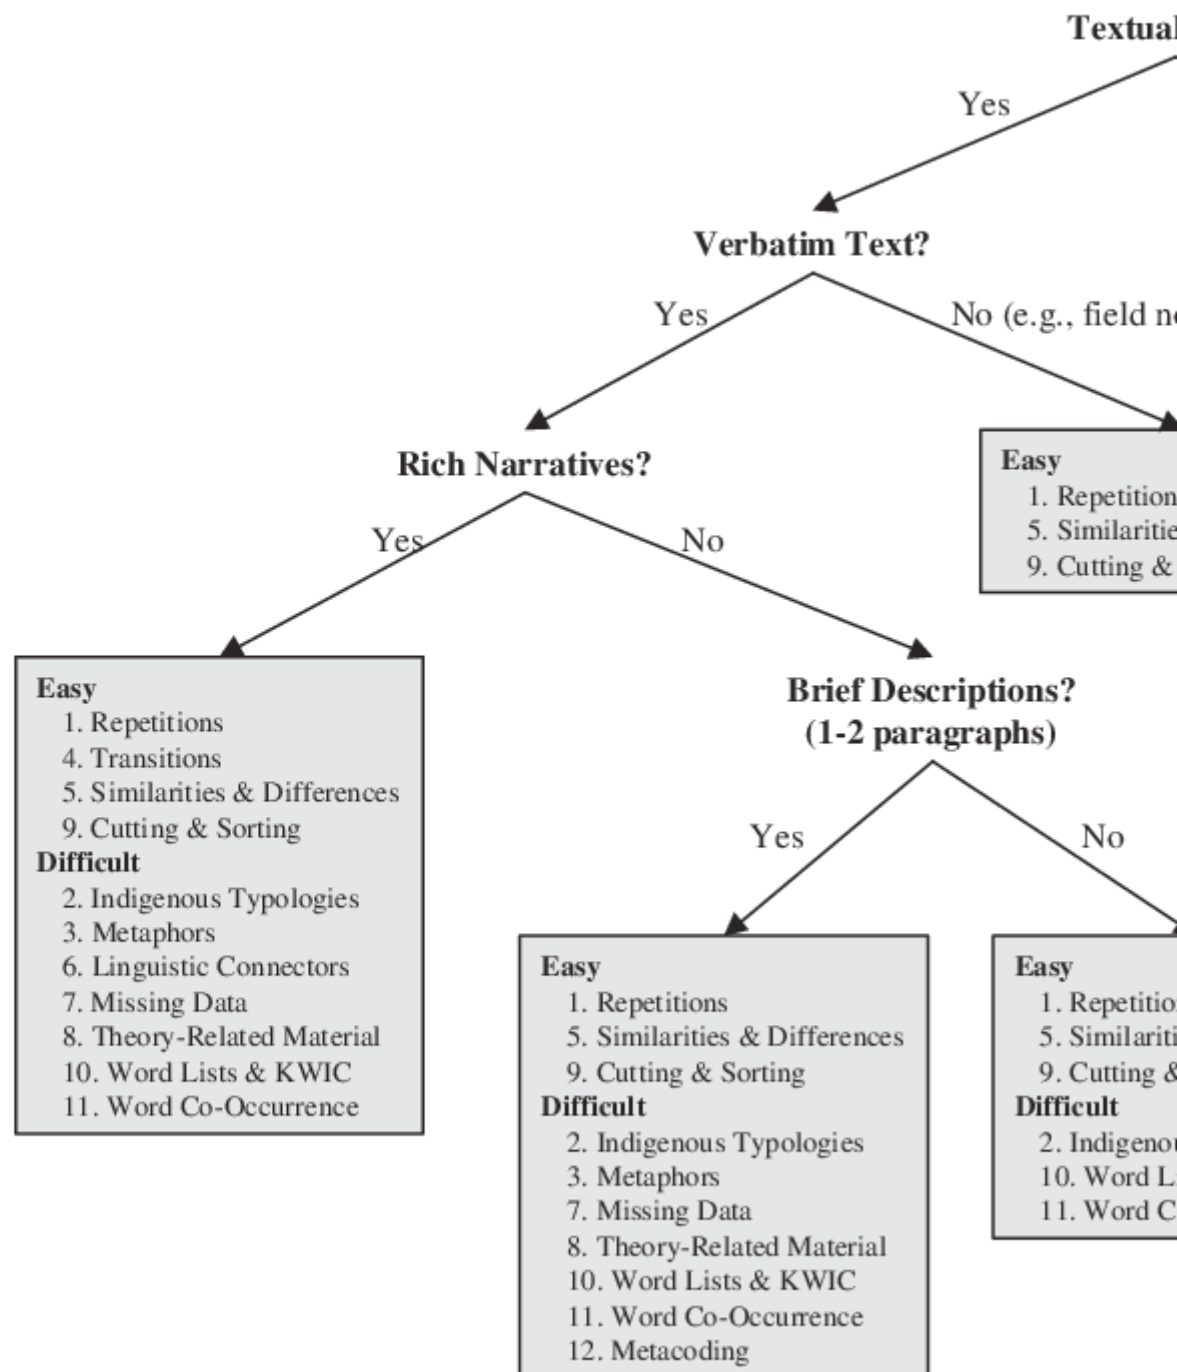 Textual
Yes
Verbatim Text?
Yes
No (e.g., field
Rich Narratives?
Yes
No
Easy
1. Repetition
5. Similaritie
9. Cutting &
Easy
1. Repetitions
4. Transitions
5. Similarities & Differences
9. Cutting & Sorting
Difficult
2. Indigenous Typologies
3. Metaphors
6. Linguistic Connectors
7. Missing Data
8. Theory-Related Material
10. Word Lists & KWIC
11. Word Co-Occurrence
Brief Descriptions?
(1-2 paragraphs)
Yes
No
Easy
1. Repetitions
5. Similarities & Differences
9. Cutting & Sorting
Difficult
2. Indigenous Typologies
3. Metaphors
7. Missing Data
8. Theory-Related Material
10. Word Lists & KWIC
11. Word Co-Occurrence
12. Metacoding
Easy
1. Repetitio
5. Similariti
9. Cutting &
Difficult
2. Indigenou
10. Word Li
11. Word C